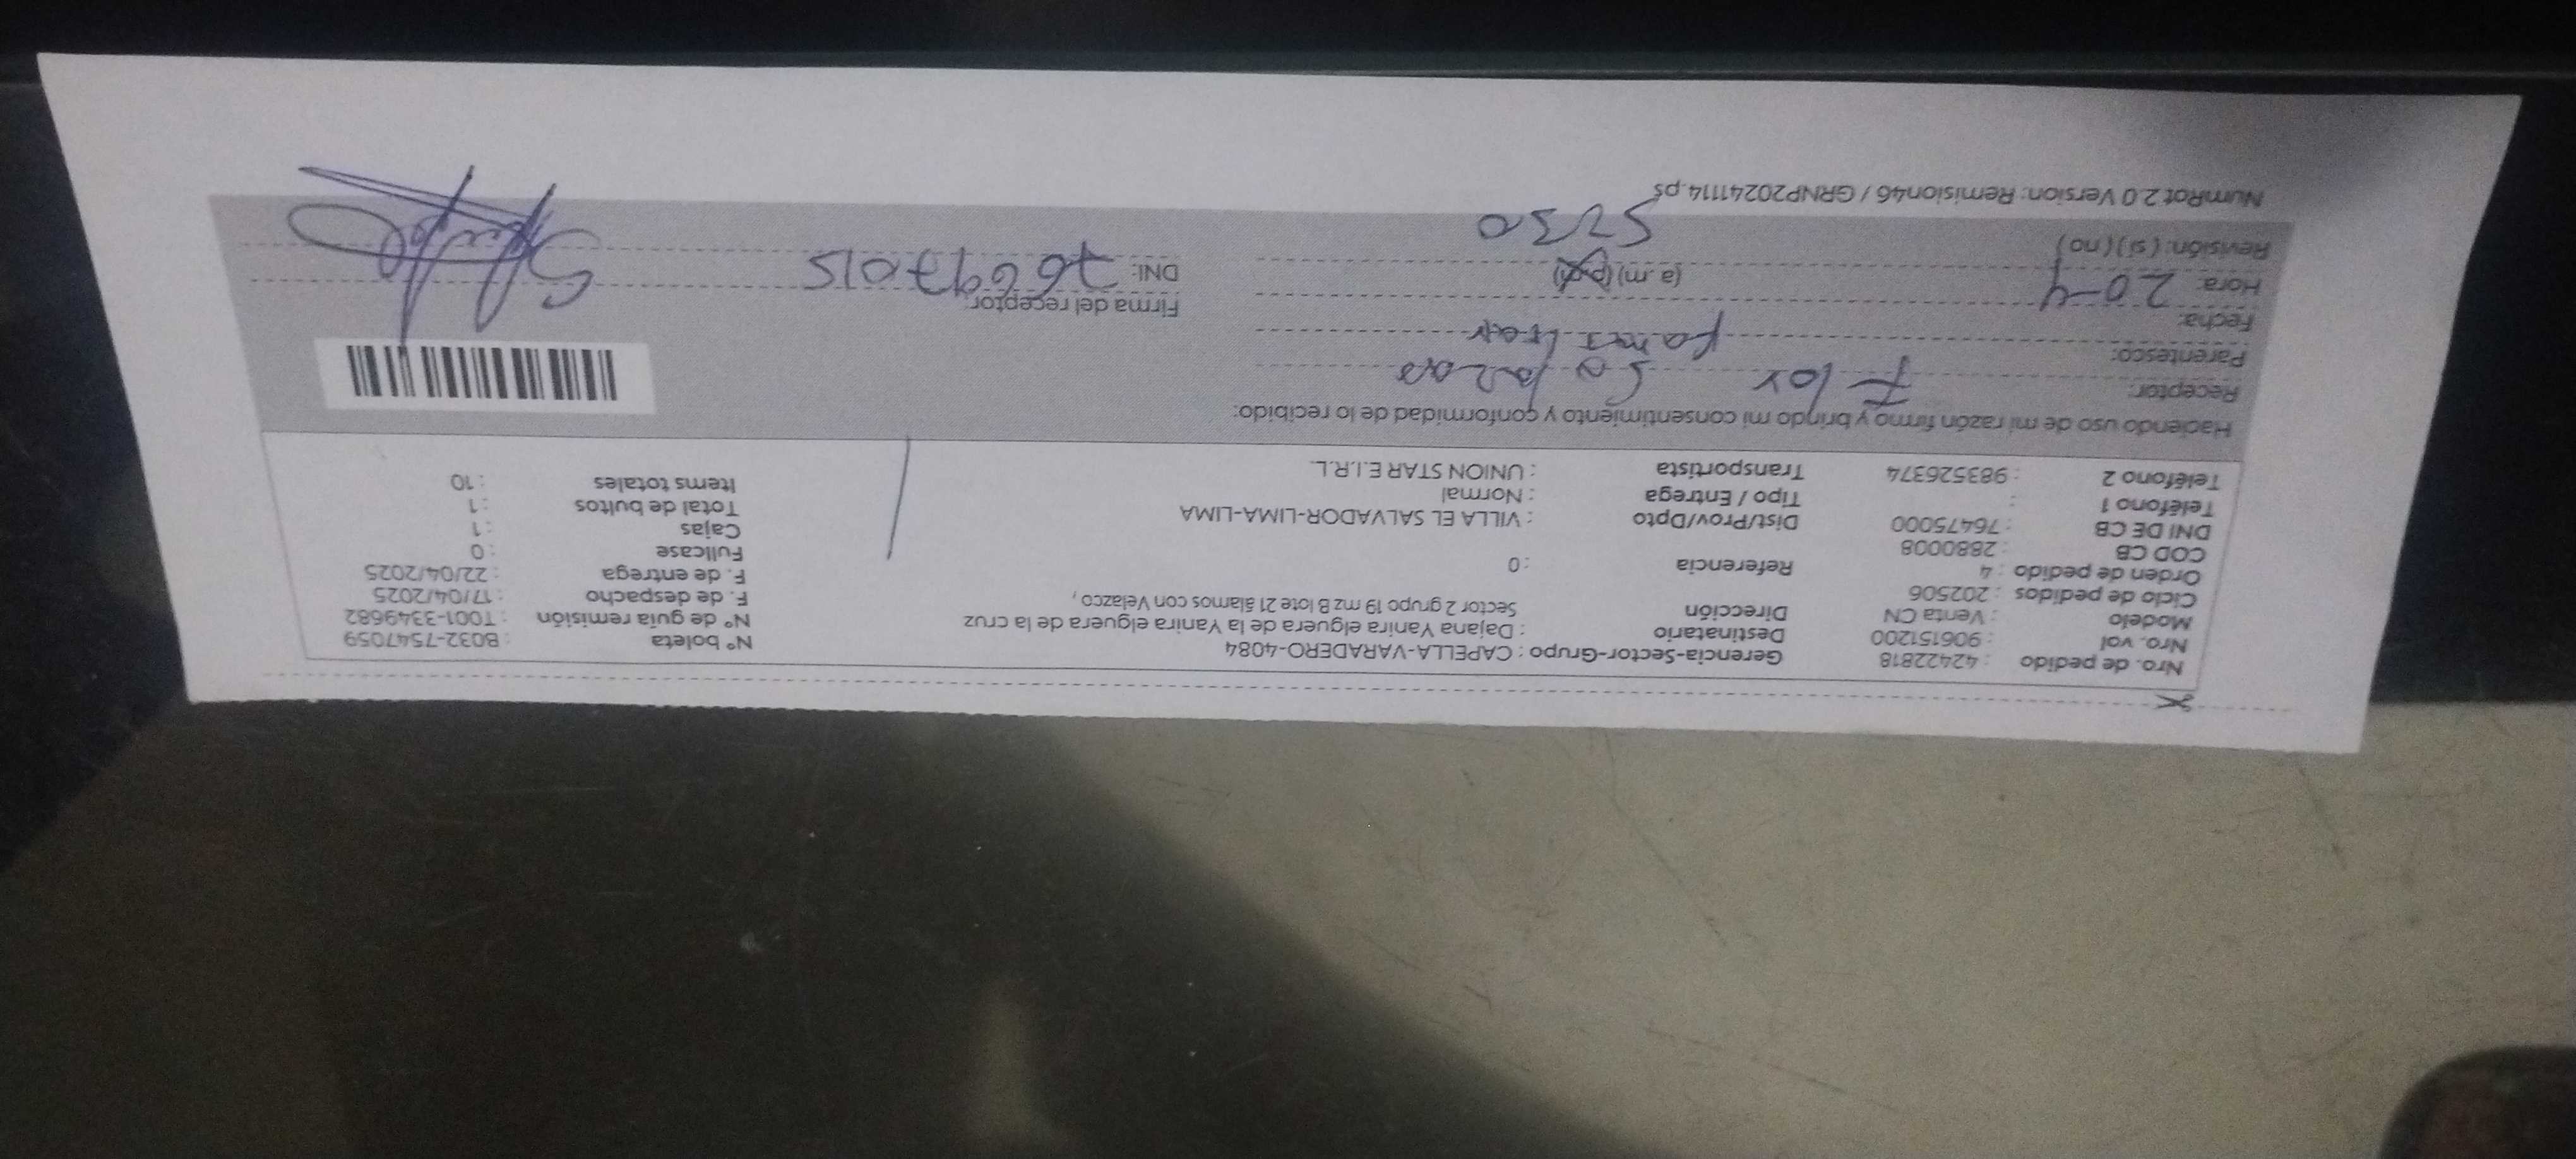 Nro. de pedido : 42422818 Gerencia-Sector-Grupo : CAPELLA-VARADERO-4084 N° boleta : B032-7547059
Nro. vol : 906151200 Destinatario : Dajana Yanira elguera de la Yanira elguera de la cruz N° de guía remisión : T001-3349682
Modelo : Venta CN Dirección Sector 2 grupo 19 mz B lote 21 álamos con Velazco , F. de despacho : 17/04/2025
Ciclo de pedidos : 202506 F. de entrega : 22/04/2025
Orden de pedido : 4 Referencia : 0 Fullcase : 0
COD CB : 2880008 Cajas : 1
DNI DE CB : 76475000 Dist/Prov/Dpto : VILLA EL SALVADOR-LIMA-LIMA Total de bultos : 1
Teléfono 1 : Tipo / Entrega : Normal Items totales : 10
Teléfono 2 : 983526374 Transportista : UNION STAR E.I.R.L.
Haciendo uso de mi razón firmo y brindo mi consentimiento y conformidad de lo recibido:
Receptor: Flor
Parentesco: familiar
Fecha: Firma del receptor:
Hora: 20-4 (a.m) (p.m) DNI: 76697015
Revisión: ( si ) ( no )
NumRot 2.0 Version: Remision46 / GRNP20241114.ps